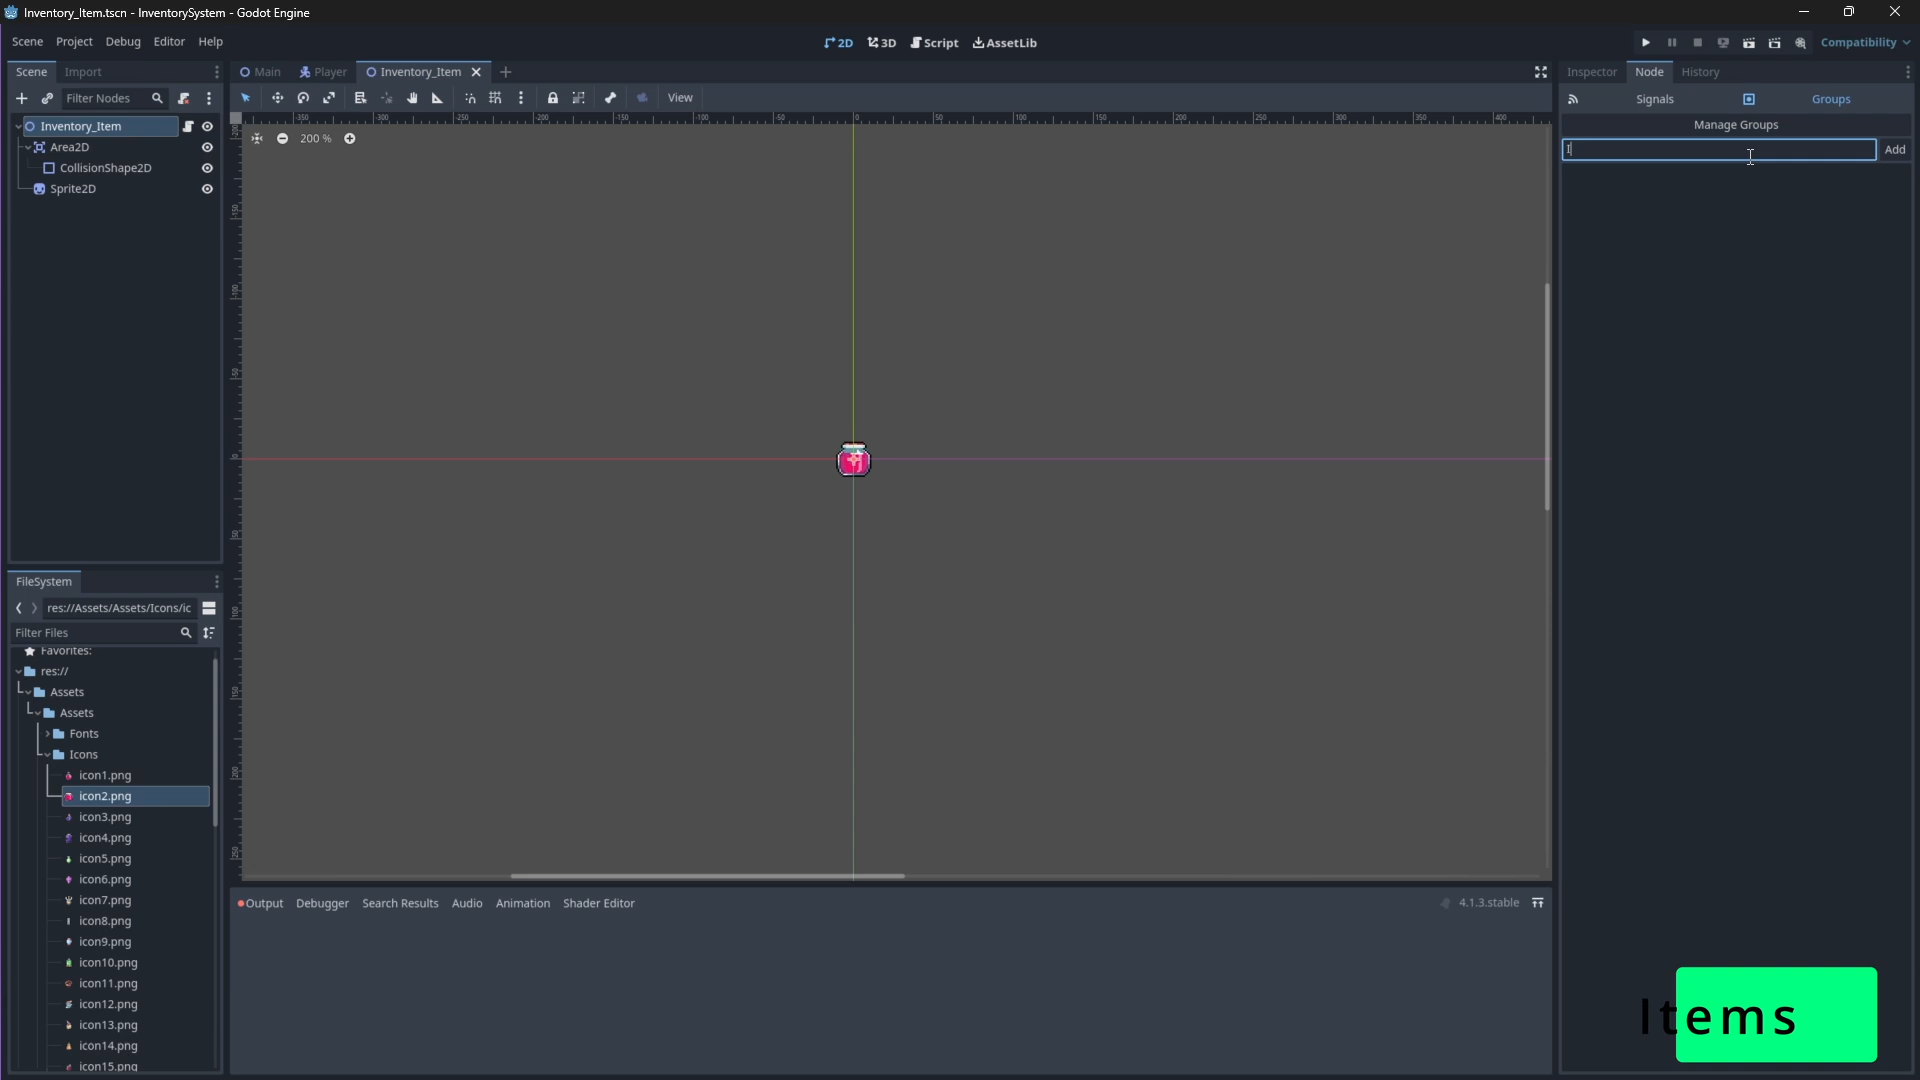 Inventory_Item.tscn - InventorySystem - Godot Engine
Scene Project Debug Editor Help
2D 3D Script AssetLib
Compatibility
Scene Import
Main Player Inventory_Item
Inspector Node History
Filter Nodes
View
Signals Groups
Manage Groups
I Add
Inventory_Item
Area2D
CollisionShape2D
Sprite2D
200 %
FileSystem
res://Assets/Assets/Icons/ic
Filter Files
Favorites:
res://
Assets
Assets
Fonts
Icons
icon1.png
icon2.png
icon3.png
icon4.png
icon5.png
icon6.png
icon7.png
icon8.png
icon9.png
icon10.png
icon11.png
icon12.png
icon13.png
icon14.png
icon15.png
Output Debugger Search Results Audio Animation Shader Editor
4.1.3.stable
Items